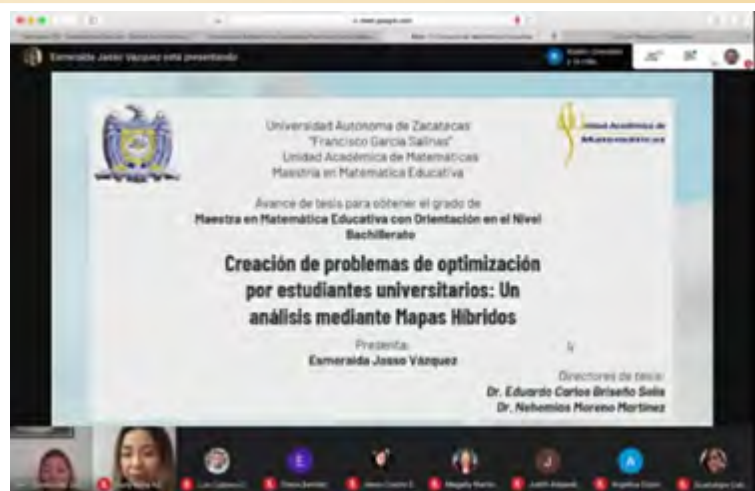 Esmeralda Jasso Vázquez está presentando
Universidad Autónoma de Zacatecas
"Francisco García Salinas"
Unidad Académica de Matemáticas
Maestría en Matemática Educativa
Unidad Académica de
Matemáticas
Avance de tesis para obtener el grado de
Maestra en Matemática Educativa con Orientación en el Nivel
Bachillerato
Creación de problemas de optimización
por estudiantes universitarios: Un
análisis mediante Mapas Híbridos
Presenta:
Esmeralda Jasso Vázquez
Directores de tesis:
Dr. Eduardo Carlos Briseño Solis
Dr. Nehemías Moreno Martínez
E
J
A